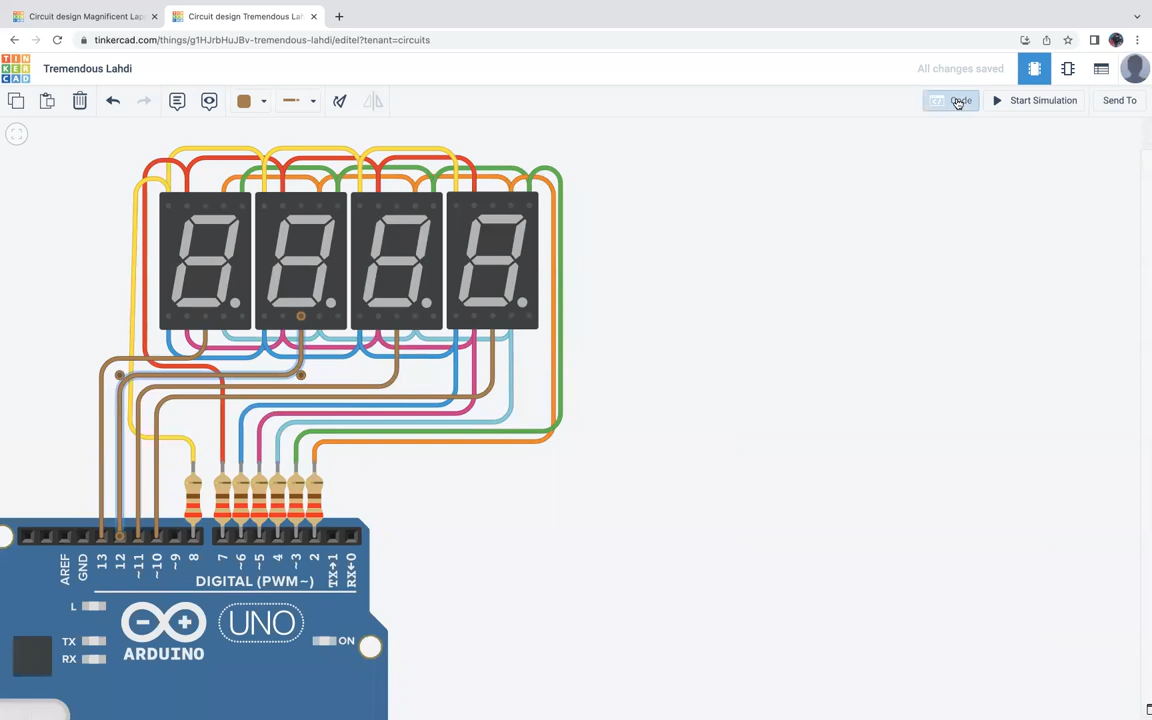 Circuit design Magnificent Lap
Circuit design Tremendous Lah
tinkercad.com/things/g1HJrbHuJBv-tremendous-lahdi/editel?tenant=circuits
TIN
KER
CAD
Tremendous Lahdi
All changes saved
Code
Start Simulation
Send To
AREF
GND
13
12
~11
~10
~9
8
7
~6
~5
4
~3
2
TX→1
RX←0
DIGITAL (PWM~)
L
TX
RX
ARDUINO
UNO
ON